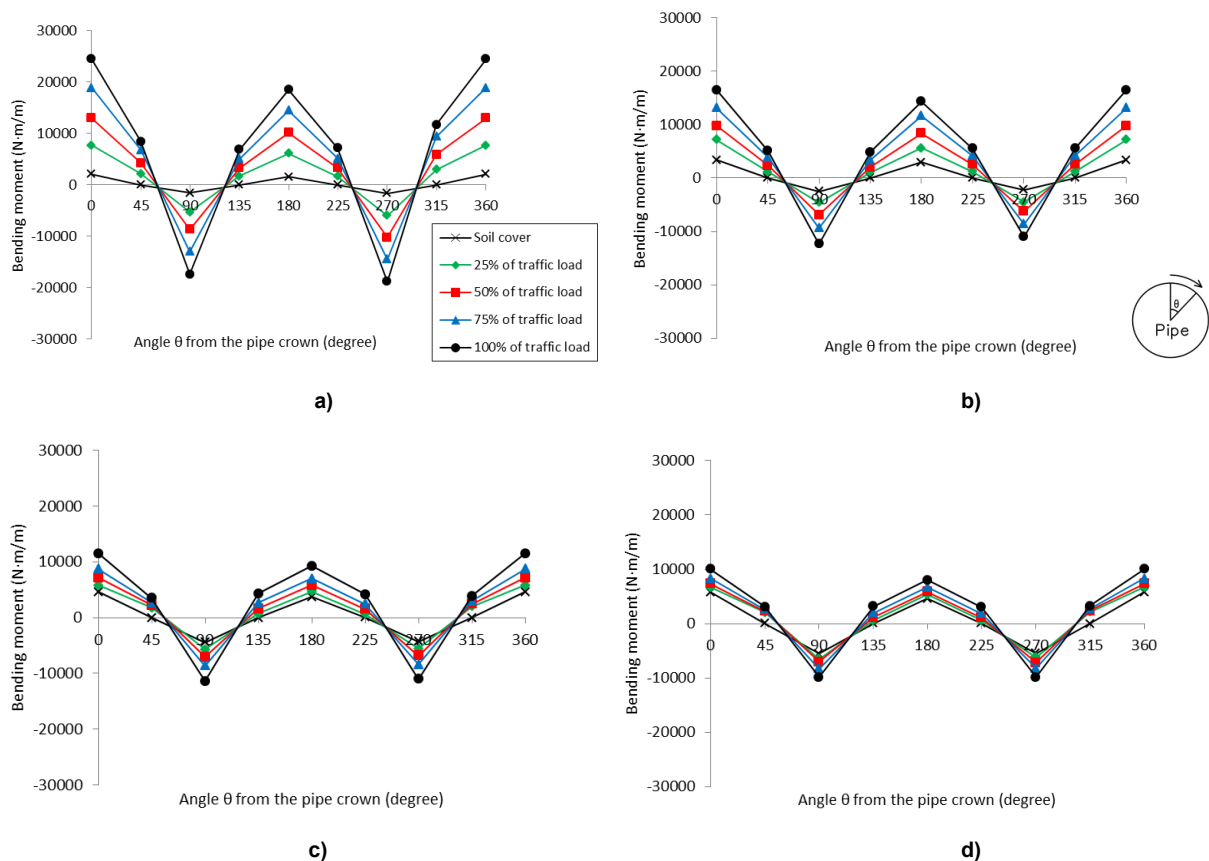 30000
20000
10000
0
-10000
-20000
-30000
Bending moment (N·m/m)
0 45 90 135 180 225 270 315 360
Angle θ from the pipe crown (degree)
Soil cover
25% of traffic load
50% of traffic load
75% of traffic load
100% of traffic load
a)
30000
20000
10000
0
-10000
-20000
-30000
Bending moment (N·m/m)
0 45 90 135 180 225 270 315 360
Angle θ from the pipe crown (degree)
θ
Pipe
b)
30000
20000
10000
0
-10000
-20000
-30000
Bending moment (N·m/m)
0 45 90 135 180 225 270 315 360
Angle θ from the pipe crown (degree)
c)
30000
20000
10000
0
-10000
-20000
-30000
Bending moment (N·m/m)
0 45 90 135 180 225 270 315 360
Angle θ from the pipe crown (degree)
d)